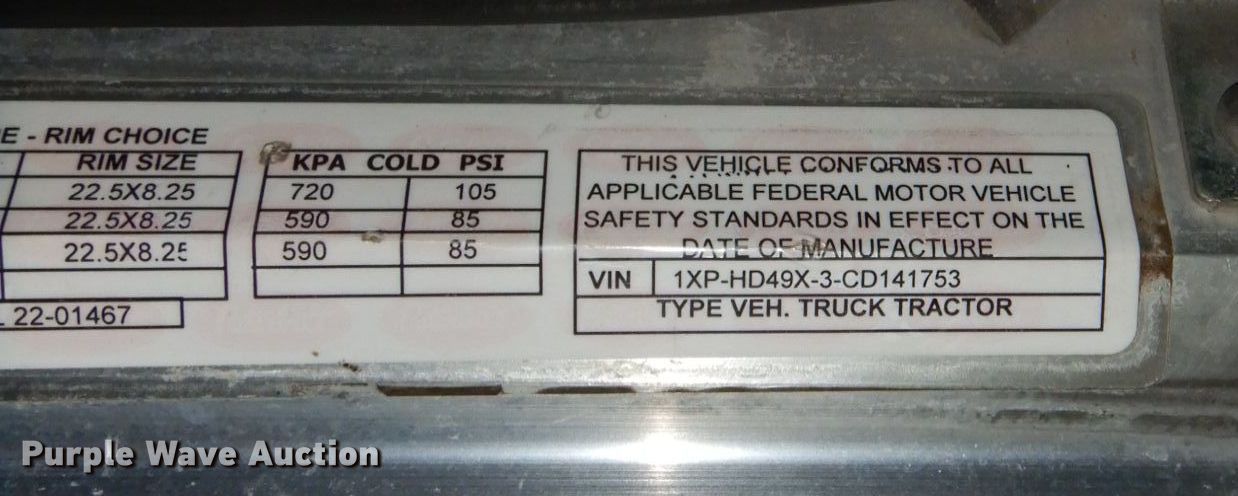 - RIM CHOICE
RIM SIZE
22.5X8.25
22.5X8.25
22.5X8.25
22-01467
KPA COLD PSI
720 105
590 85
590 85
THIS VEHICLE CONFORMS TO ALL
APPLICABLE FEDERAL MOTOR VEHICLE
SAFETY STANDARDS IN EFFECT ON THE
DATE OF MANUFACTURE
VIN 1XP-HD49X-3-CD141753
TYPE VEH. TRUCK TRACTOR
Purple Wave Auction